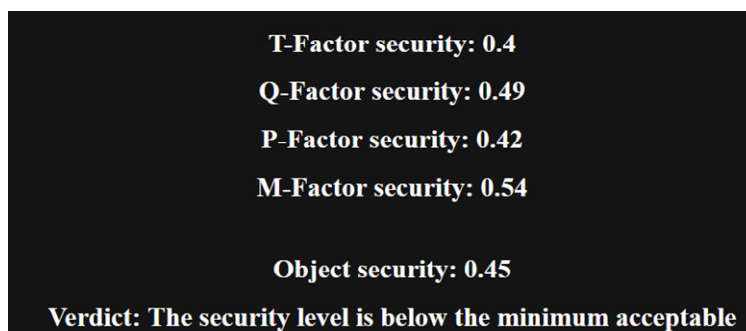 T-Factor security: 0.4
Q-Factor security: 0.49
P-Factor security: 0.42
M-Factor security: 0.54
Object security: 0.45
Verdict: The security level is below the minimum acceptable